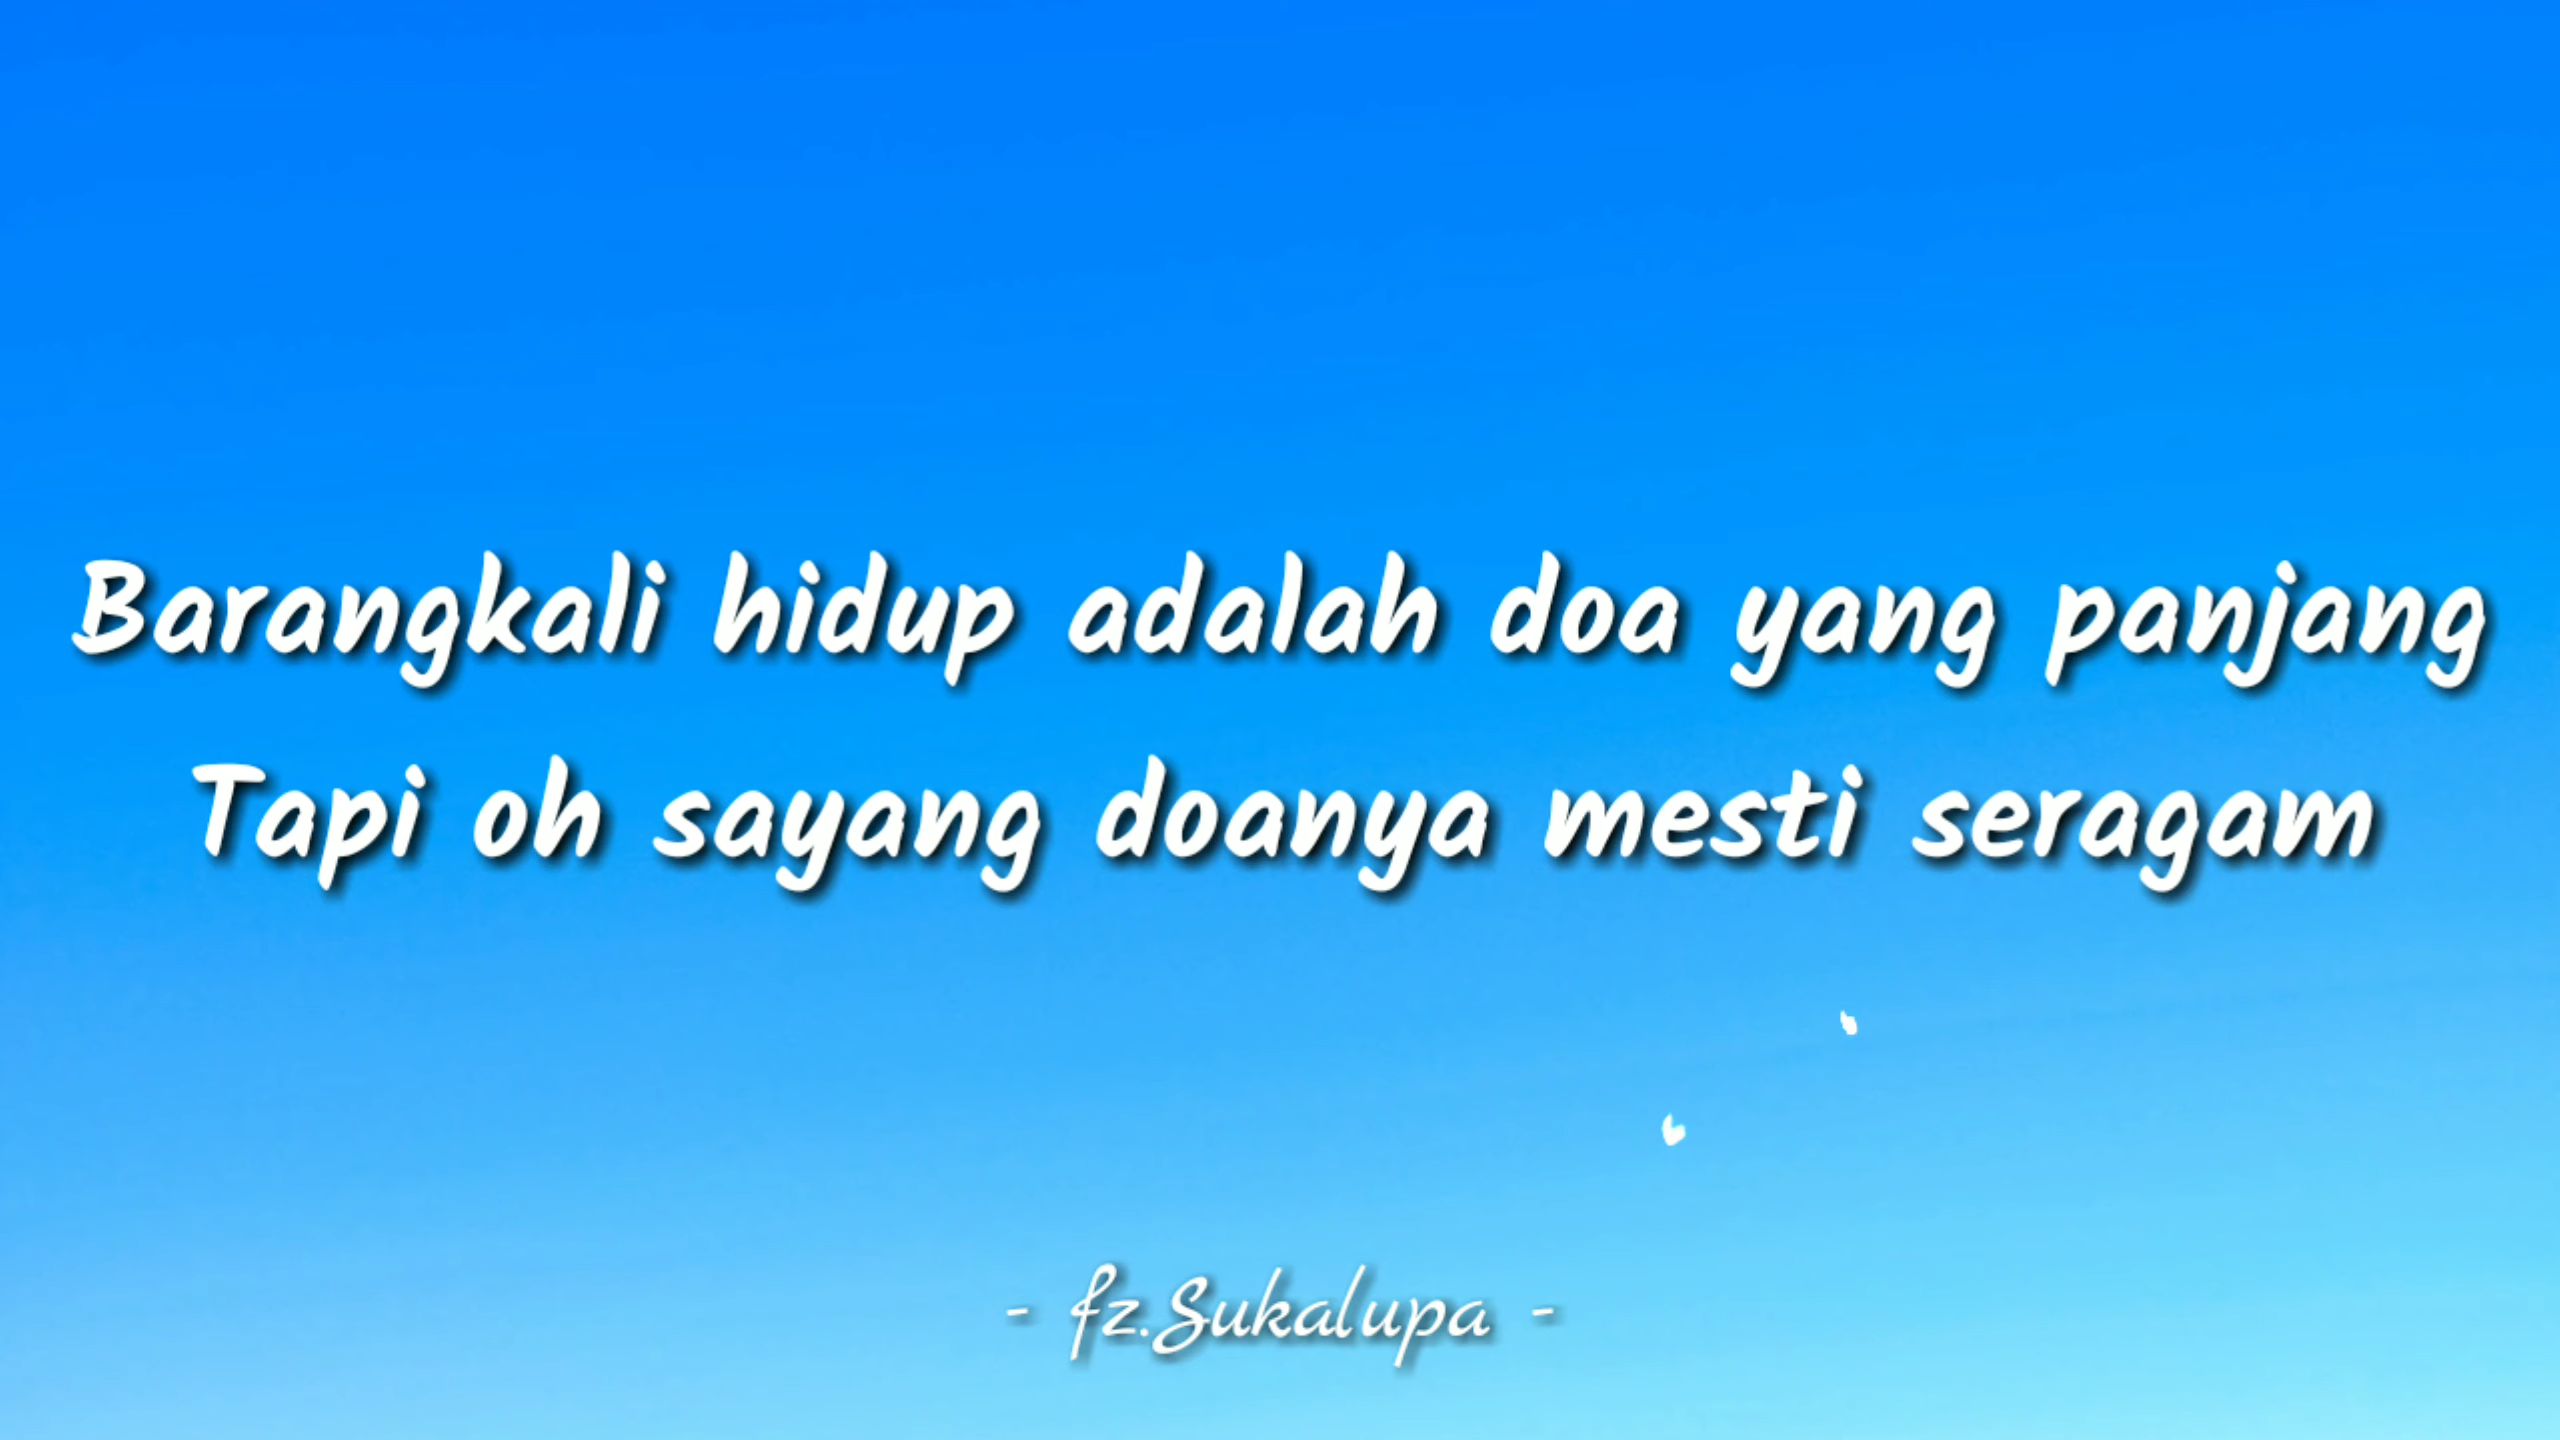 Barangkali hidup adalah doa yang panjang
Tapi oh sayang doanya mesti seragam
- fz.Sukalupa -